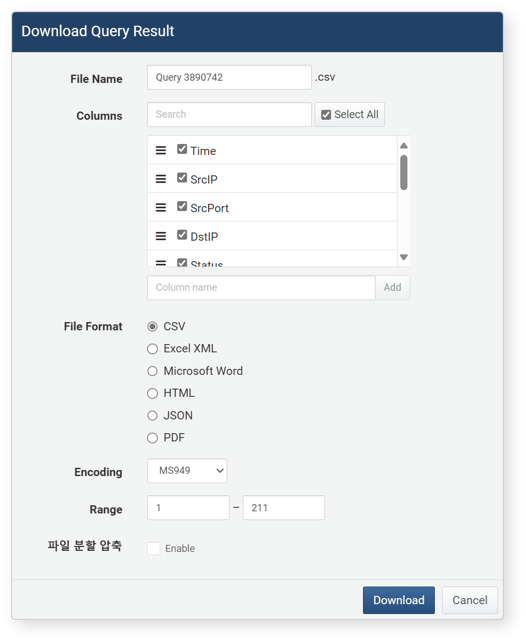 Download Query Result
File Name Query 3890742 .csv
Columns Search Select All
Time
SrcIP
SrcPort
DstIP
Status
Column name Add
File Format CSV
Excel XML
Microsoft Word
HTML
JSON
PDF
Encoding MS949
Range 1 – 211
파일 분할 압축 Enable
Download Cancel